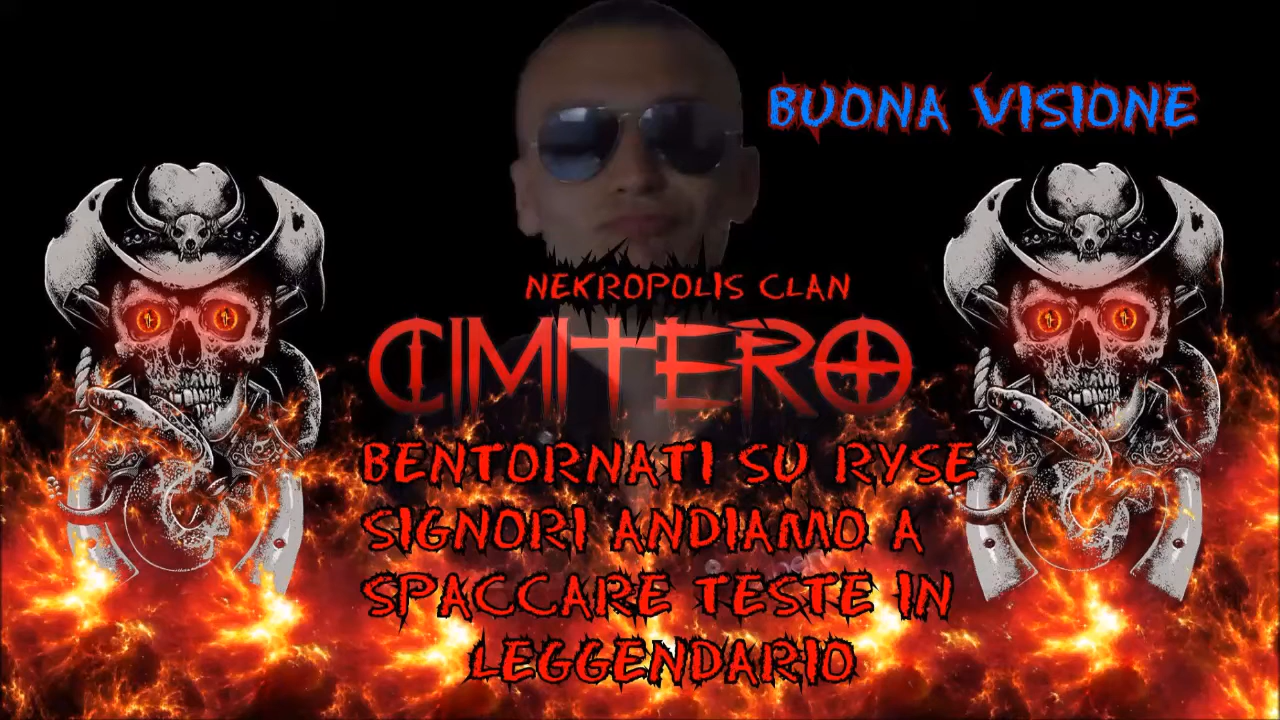 BUONA VISIONE
NEKROPOLIS CLAN
CIMITERO
BENTORNATI SU RYSE
SIGNORI ANDIAMO A
SPACCARE TESTE IN
LEGGENDARIO